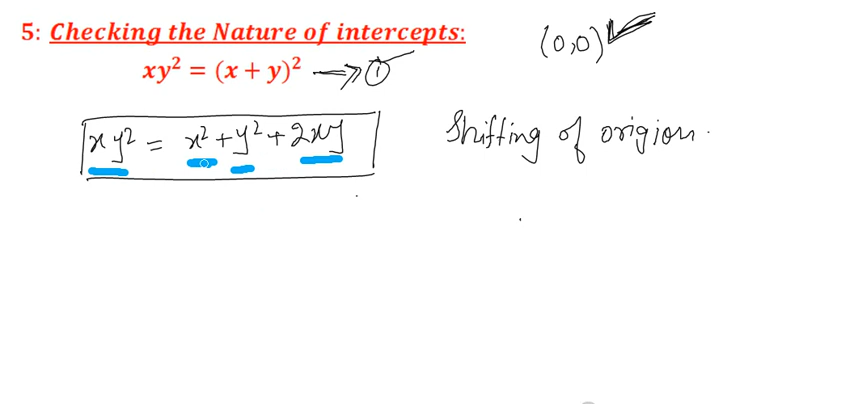 5: Checking the Nature of intercepts:
(0,0)
xy² = (x + y)² → ①
xy² = x² + y² + 2xy
Shifting of origion.